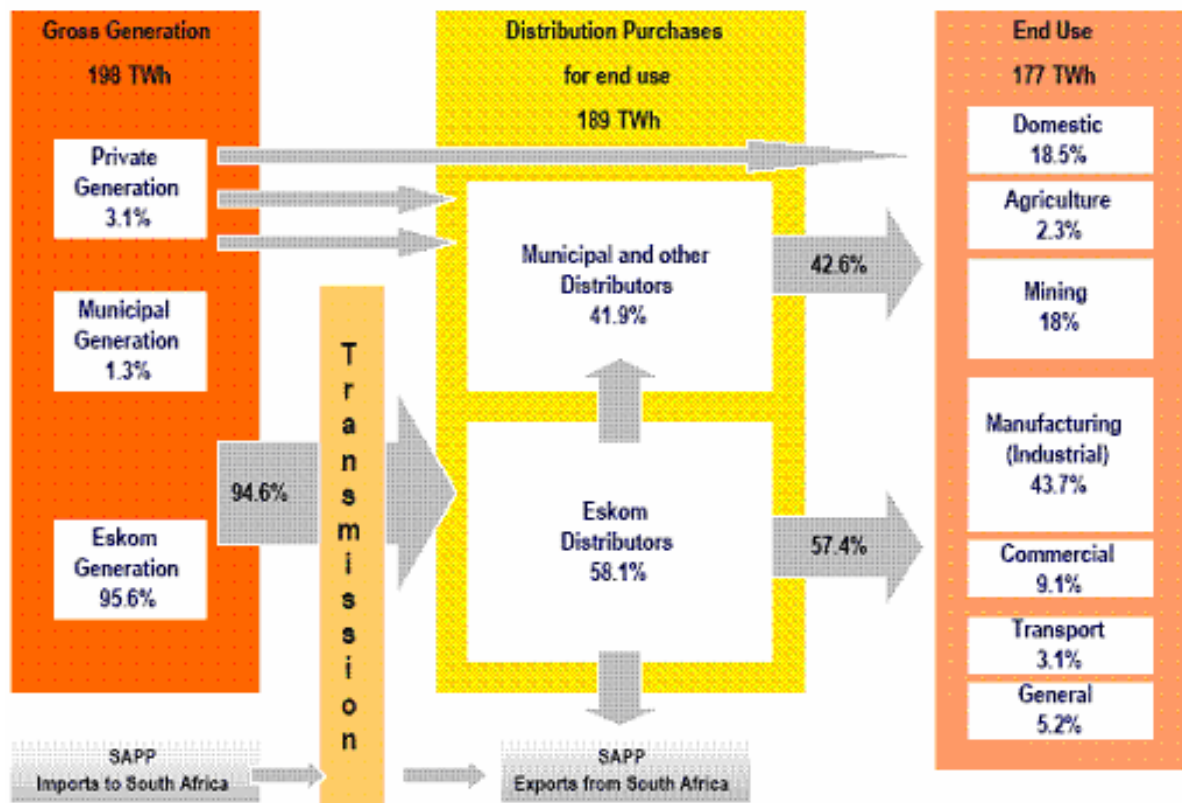 Gross Generation
198 TWh
Private
Generation
3.1%
Municipal
Generation
1.3%
Eskom
Generation
95.6%
94.6%
Transmission
Distribution Purchases
for end use
189 TWh
Municipal and other
Distributors
41.9%
Eskom
Distributors
58.1%
42.6%
57.4%
End Use
177 TWh
Domestic
18.5%
Agriculture
2.3%
Mining
18%
Manufacturing
(Industrial)
43.7%
Commercial
9.1%
Transport
3.1%
General
5.2%
SAPP
Imports to South Africa
SAPP
Exports from South Africa